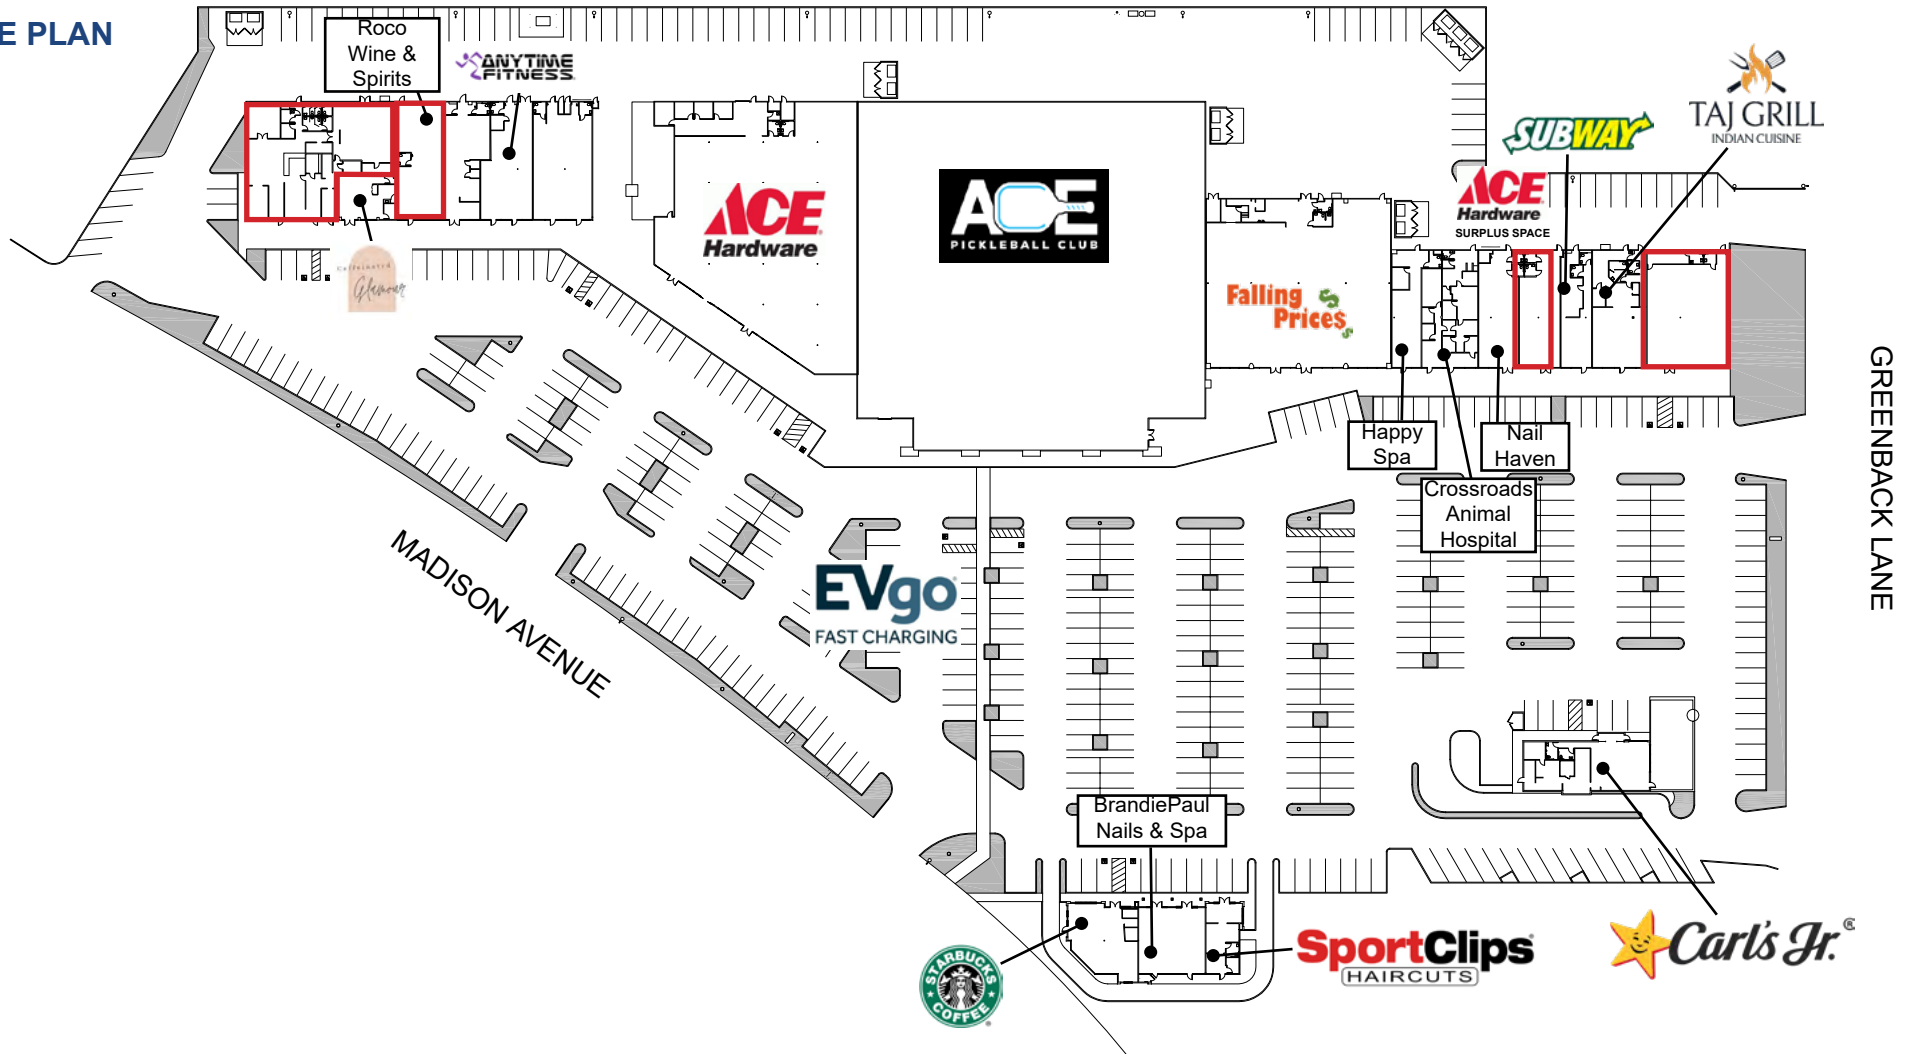 E PLAN
Roco
Wine &
Spirits
ANYTIME
FITNESS
Caffeinated
Glamour
ACE
Hardware
ACE
PICKLEBALL CLUB
Falling
Prices
SUBWAY
TAJ GRILL
INDIAN CUISINE
ACE
Hardware
SURPLUS SPACE
Happy
Spa
Nail
Haven
Crossroads
Animal
Hospital
GREENBACK LANE
MADISON AVENUE
EVgo
FAST CHARGING
BrandiePaul
Nails & Spa
STARBUCKS
COFFEE
SportClips
HAIRCUTS
Carl's Jr.®